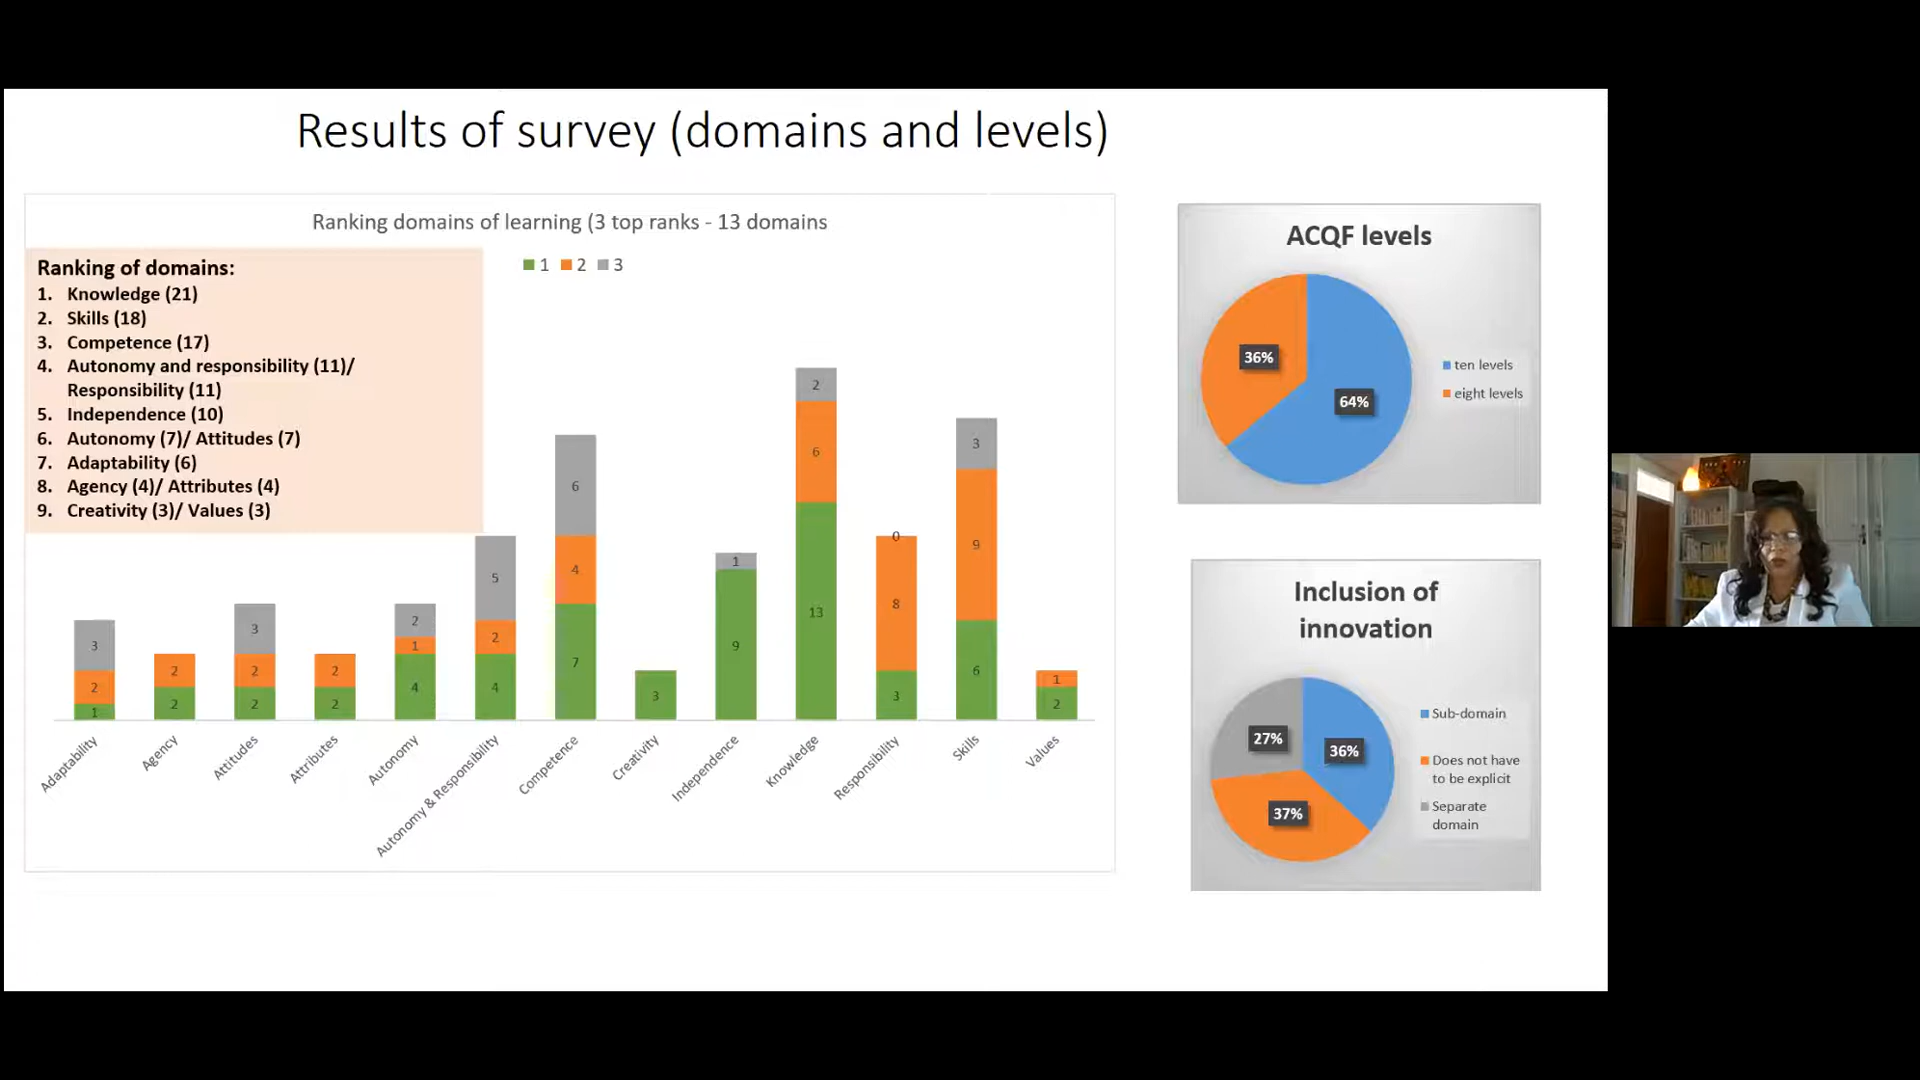 Results of survey (domains and levels)
Ranking domains of learning (3 top ranks - 13 domains
1 2 3
Ranking of domains:
1. Knowledge (21)
2. Skills (18)
3. Competence (17)
4. Autonomy and responsibility (11)/
Responsibility (11)
5. Independence (10)
6. Autonomy (7)/ Attitudes (7)
7. Adaptability (6)
8. Agency (4)/ Attributes (4)
9. Creativity (3)/ Values (3)
3
2
1
2
2
3
2
2
2
2
2
1
4
5
2
4
6
4
7
3
1
9
2
6
13
0
8
3
3
9
6
1
2
Adaptability
Agency
Attitudes
Attributes
Autonomy
Autonomy & Responsibility
Competence
Creativity
Independence
Knowledge
Responsibility
Skills
Values
ACQF levels
36%
64%
ten levels
eight levels
Inclusion of
innovation
27%
36%
37%
Sub-domain
Does not have
to be explicit
Separate
domain